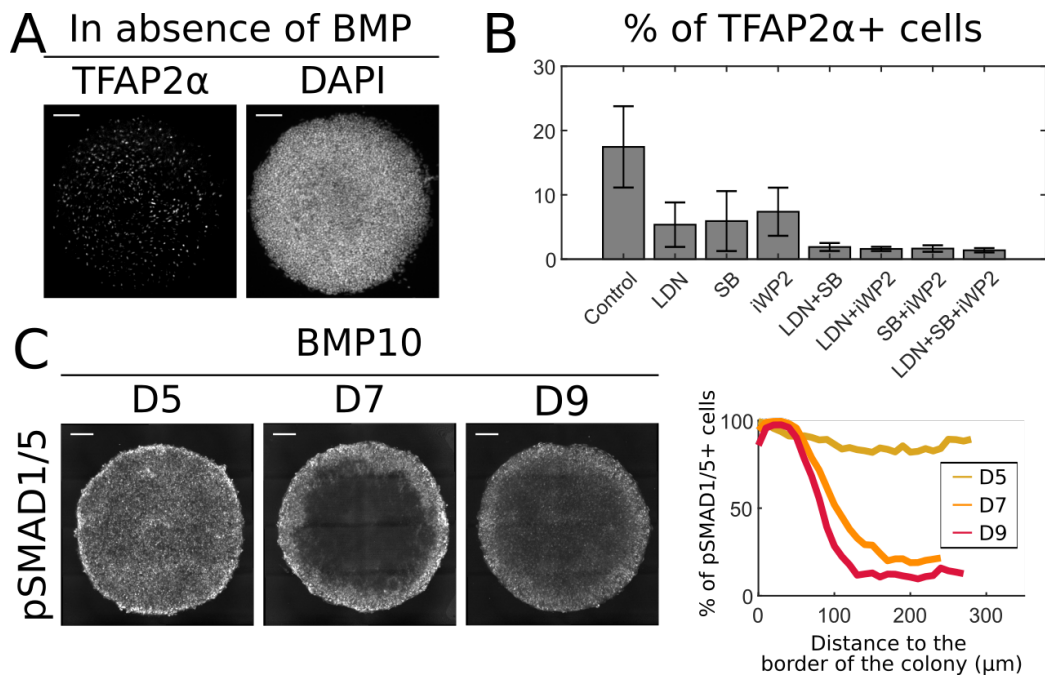 A
In absence of BMP
TFAP2α
DAPI
B
% of TFAP2α+ cells
30
20
10
0
Control
LDN
SB
iWP2
LDN+SB
LDN+iWP2
SB+iWP2
LDN+SB+iWP2
C
BMP10
D5
D7
D9
pSMAD1/5
% of pSMAD1/5+ cells
100
50
0
0
100
200
300
D5
D7
D9
Distance to the
border of the colony (μm)